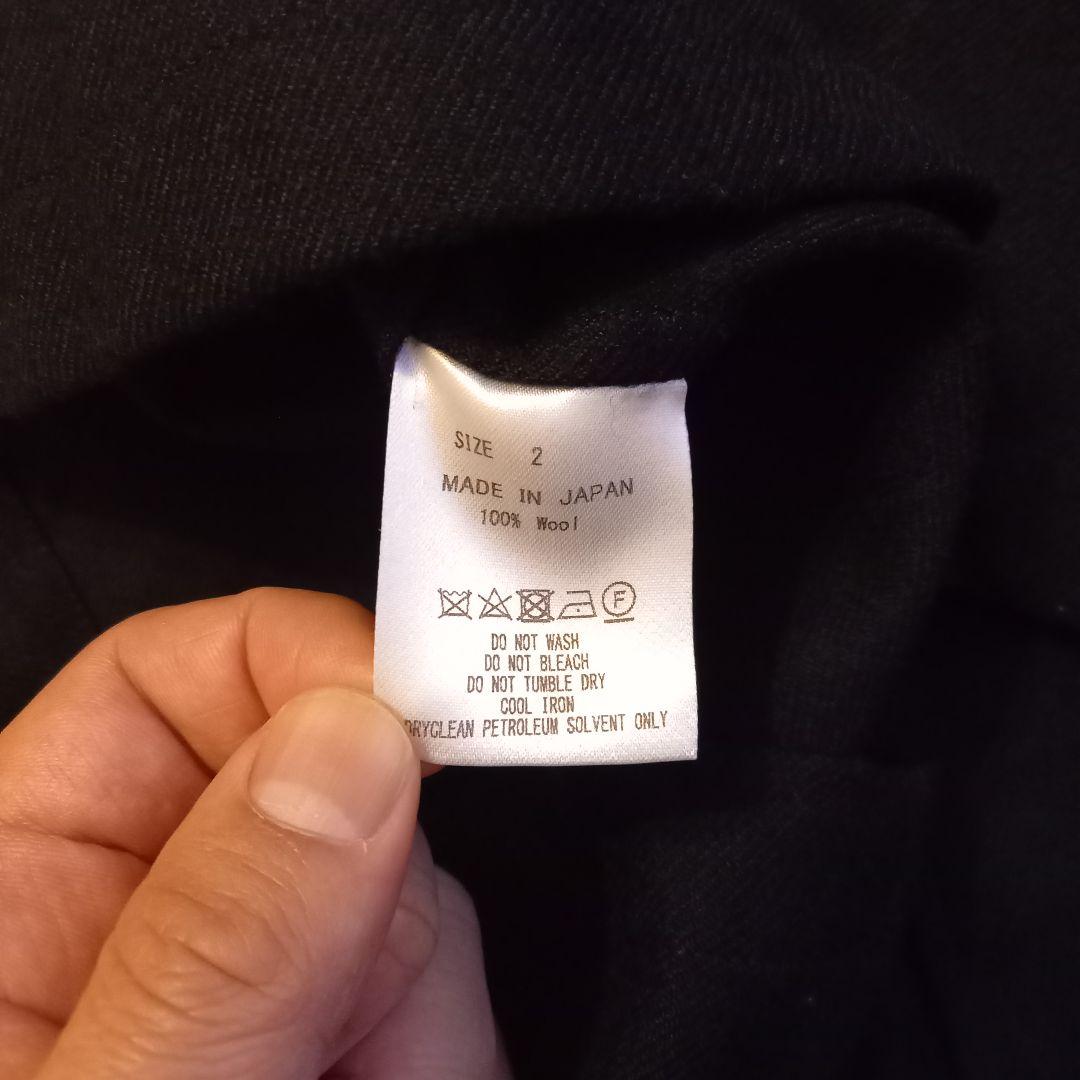 SIZE 2
MADE IN JAPAN
100% Wool
F
DO NOT WASH
DO NOT BLEACH
DO NOT TUMBLE DRY
COOL IRON
DRYCLEAN PETROLEUM SOLVENT ONLY